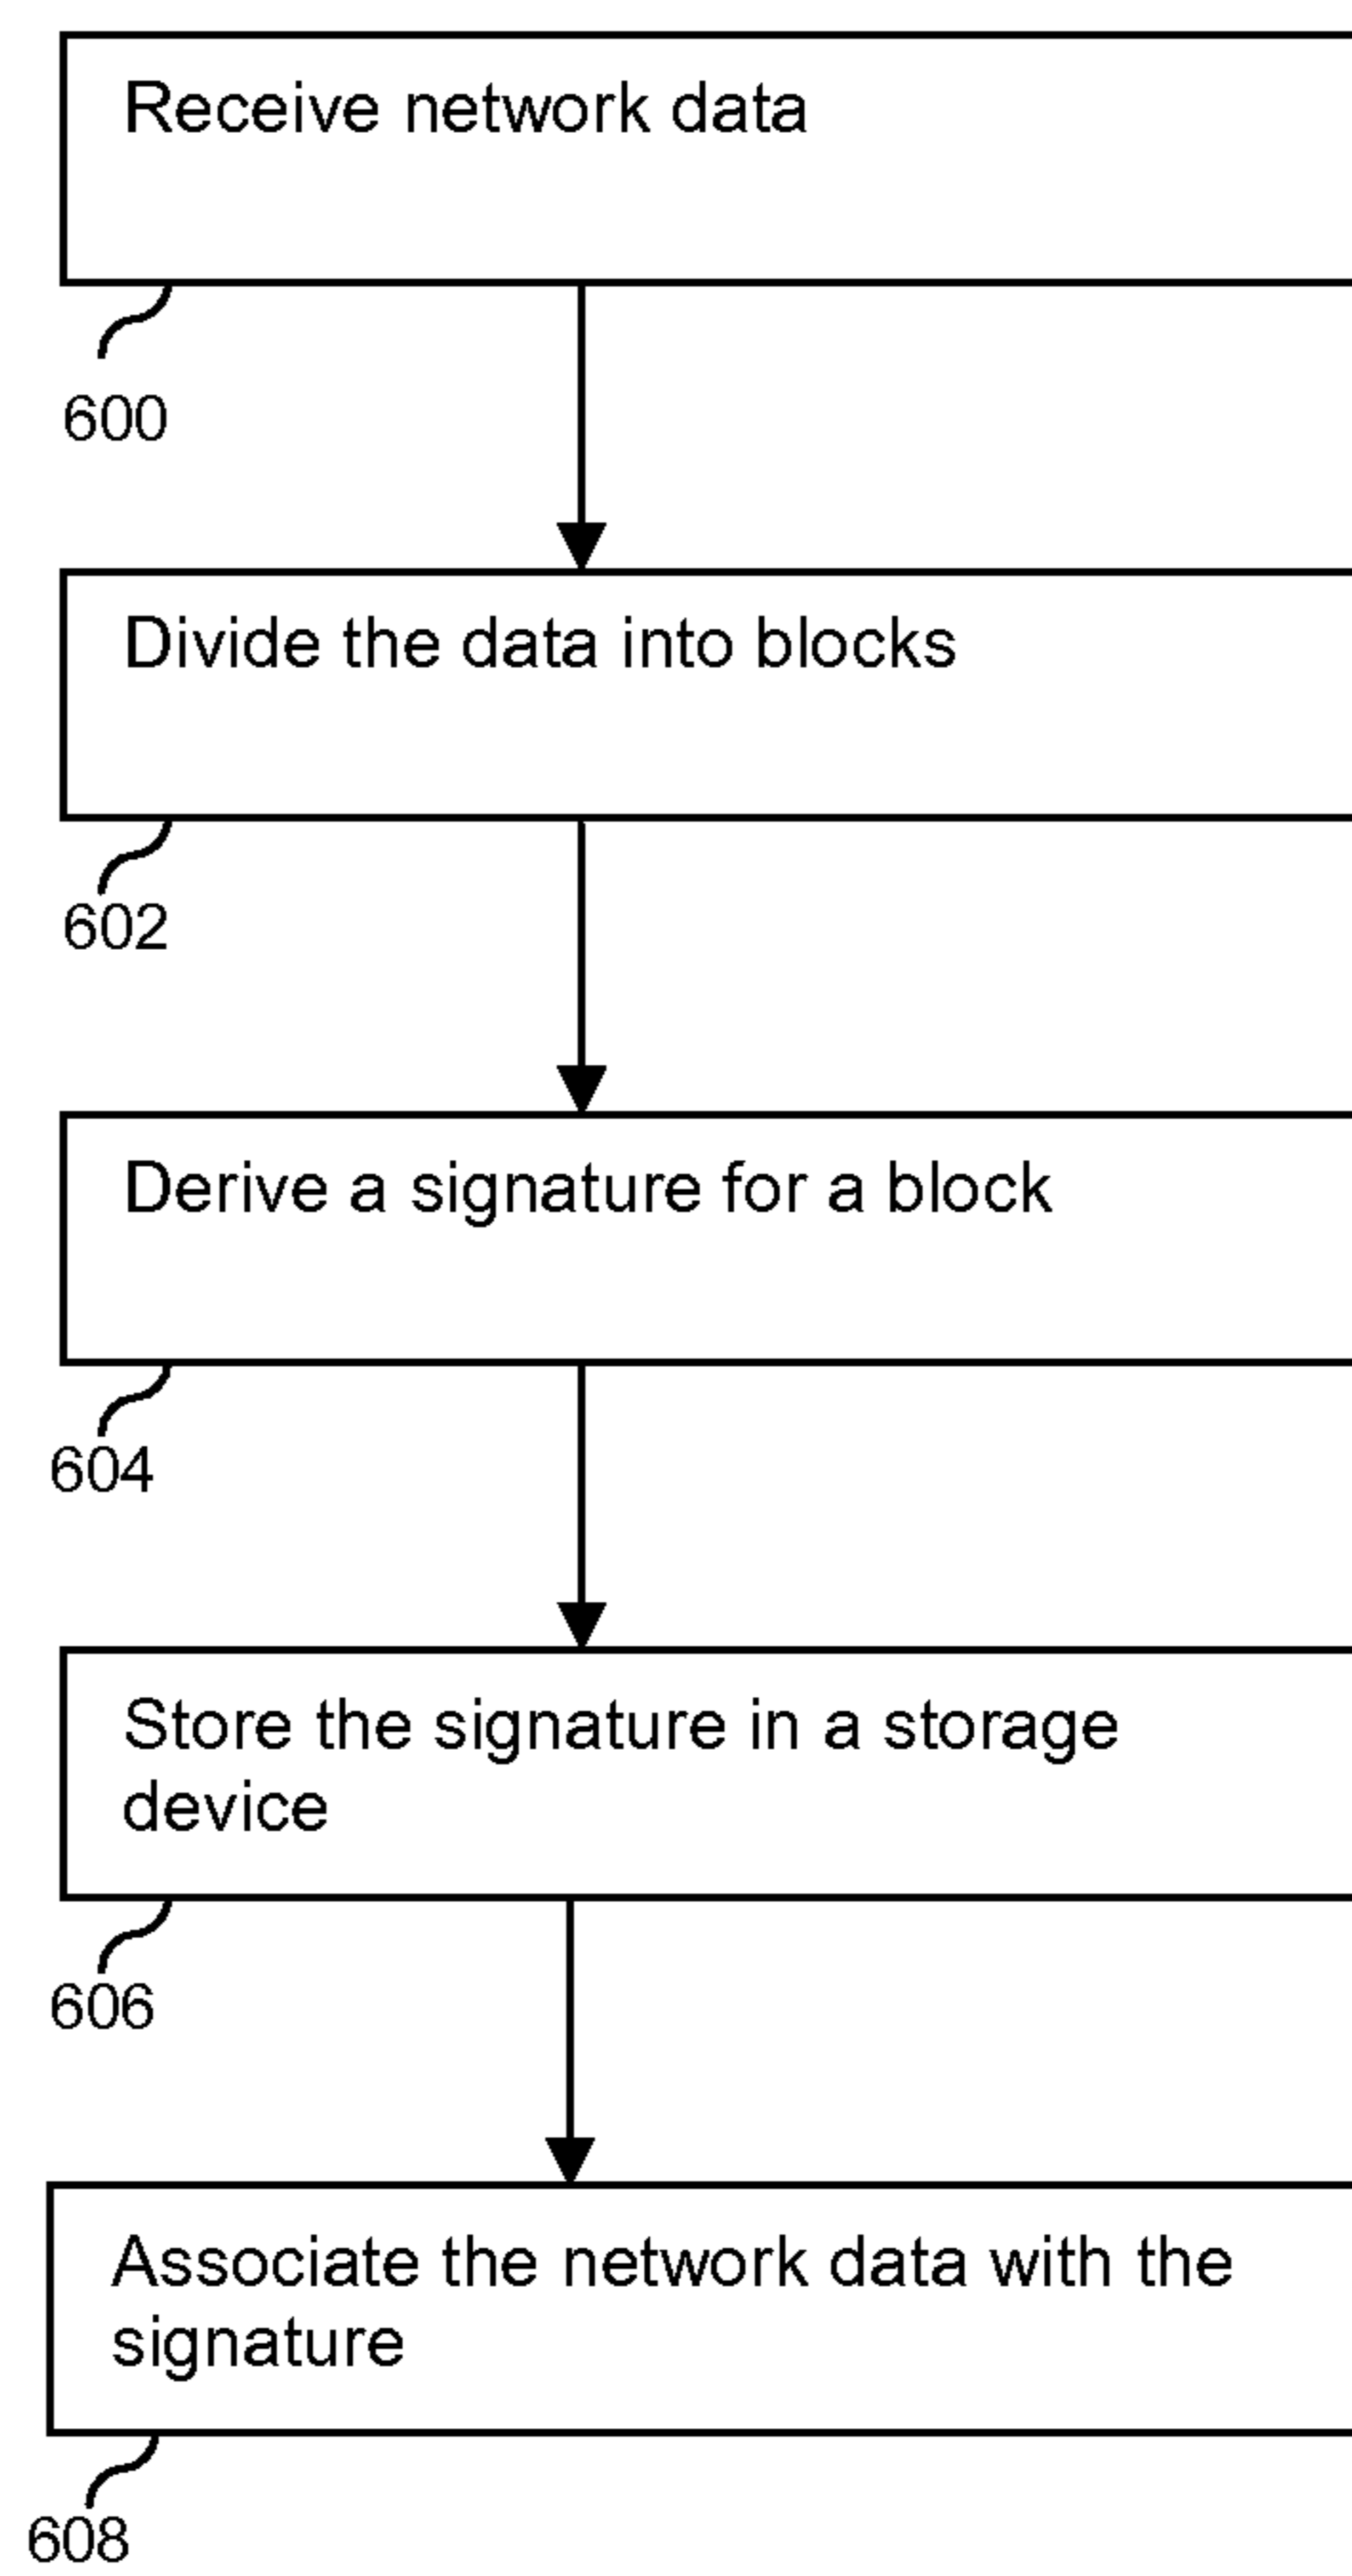 Receive network data
600
Divide the data into blocks
602
Derive a signature for a block
604
Store the signature in a storage
device
606
Associate the network data with the
signature
608